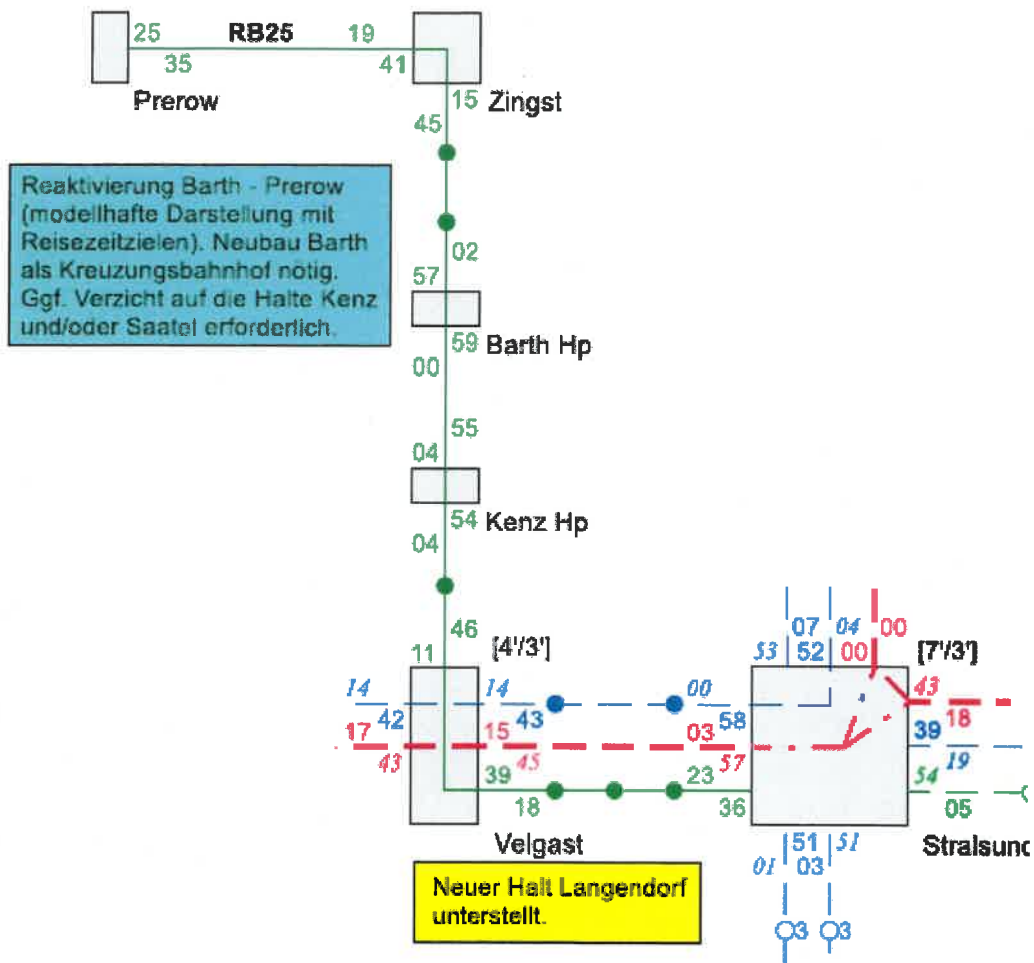 25 RB25 19
35 41
Prerow
15 Zingst
45
Reaktivierung Barth - Prerow
(modellhafte Darstellung mit
Reisezeitzielen). Neubau Barth
als Kreuzungsbahnhof nötig.
Ggf. Verzicht auf die Halte Kenz
und/oder Saatel erforderlich.
02
57
59 Barth Hp
00
55
04
54 Kenz Hp
04
46 [4'/3']
11
07 04 00
53 52 00 [7'/3']
14 14 00 43
42 43 58 18
17 15 03 39
43 45 57 19
39 23 54
18 36 05
Velgast
Stralsund
51 51
01 03
3 3
Neuer Halt Langendorf
unterstellt.